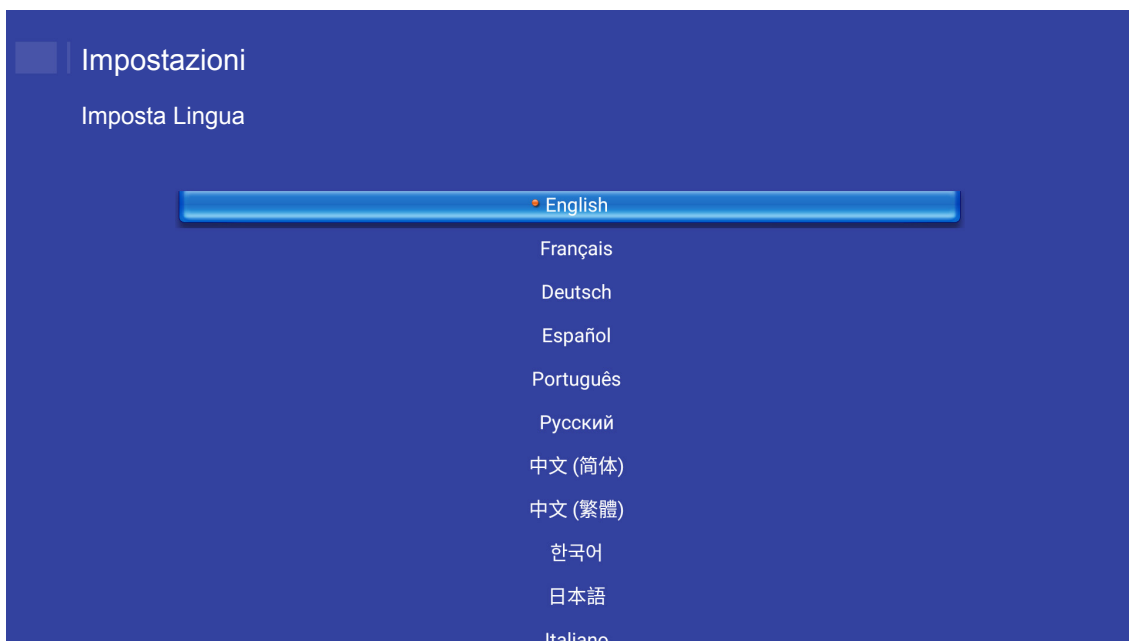 Impostazioni
Imposta Lingua
English
Français
Deutsch
Español
Português
Русский
中文 (简体)
中文 (繁體)
한국어
日本語
Italiano